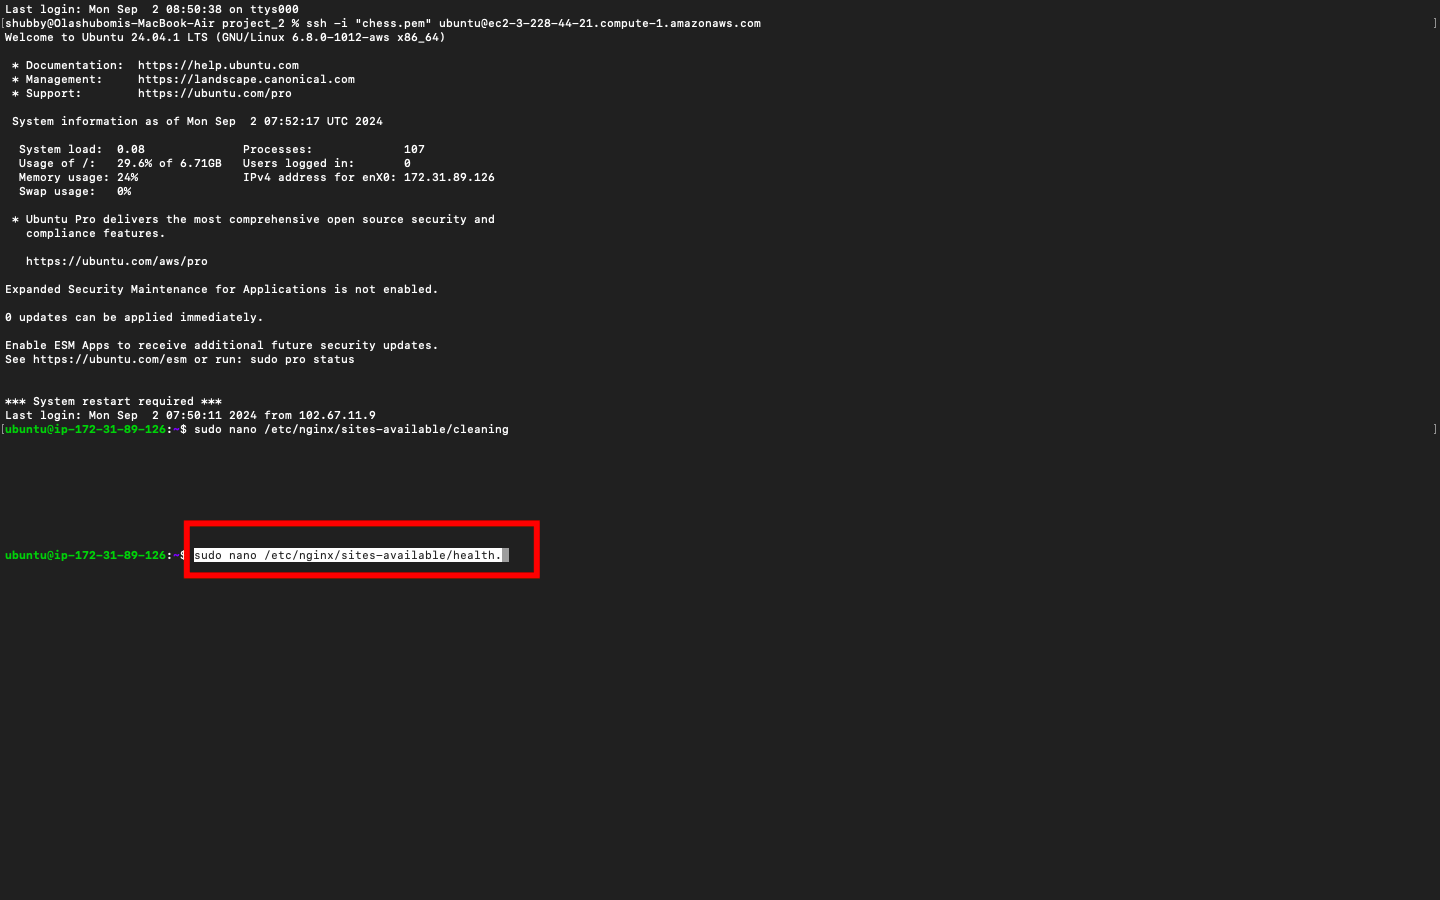 Last login: Mon Sep  2 08:50:38 on ttys000
[shubby@Olashubomis-MacBook-Air project_2 % ssh -i "chess.pem" ubuntu@ec2-3-228-44-21.compute-1.amazonaws.com ]
Welcome to Ubuntu 24.04.1 LTS (GNU/Linux 6.8.0-1012-aws x86_64)
* Documentation:  https://help.ubuntu.com
* Management:     https://landscape.canonical.com
* Support:        https://ubuntu.com/pro
System information as of Mon Sep  2 07:52:17 UTC 2024
System load:  0.08              Processes:             107
Usage of /:   29.6% of 6.71GB   Users logged in:       0
Memory usage: 24%               IPv4 address for enX0: 172.31.89.126
Swap usage:   0%
* Ubuntu Pro delivers the most comprehensive open source security and
compliance features.
https://ubuntu.com/aws/pro
Expanded Security Maintenance for Applications is not enabled.
0 updates can be applied immediately.
Enable ESM Apps to receive additional future security updates.
See https://ubuntu.com/esm or run: sudo pro status
*** System restart required ***
Last login: Mon Sep  2 07:50:11 2024 from 102.67.11.9
[ubuntu@ip-172-31-89-126:~$ sudo nano /etc/nginx/sites-available/cleaning ]
ubuntu@ip-172-31-89-126:~$ sudo nano /etc/nginx/sites-available/health.